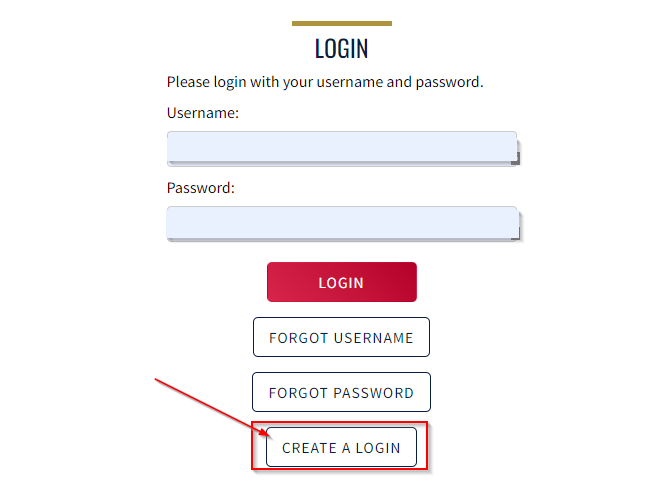 LOGIN
Please login with your username and password.
Username:
Password:
LOGIN
FORGOT USERNAME
FORGOT PASSWORD
CREATE A LOGIN